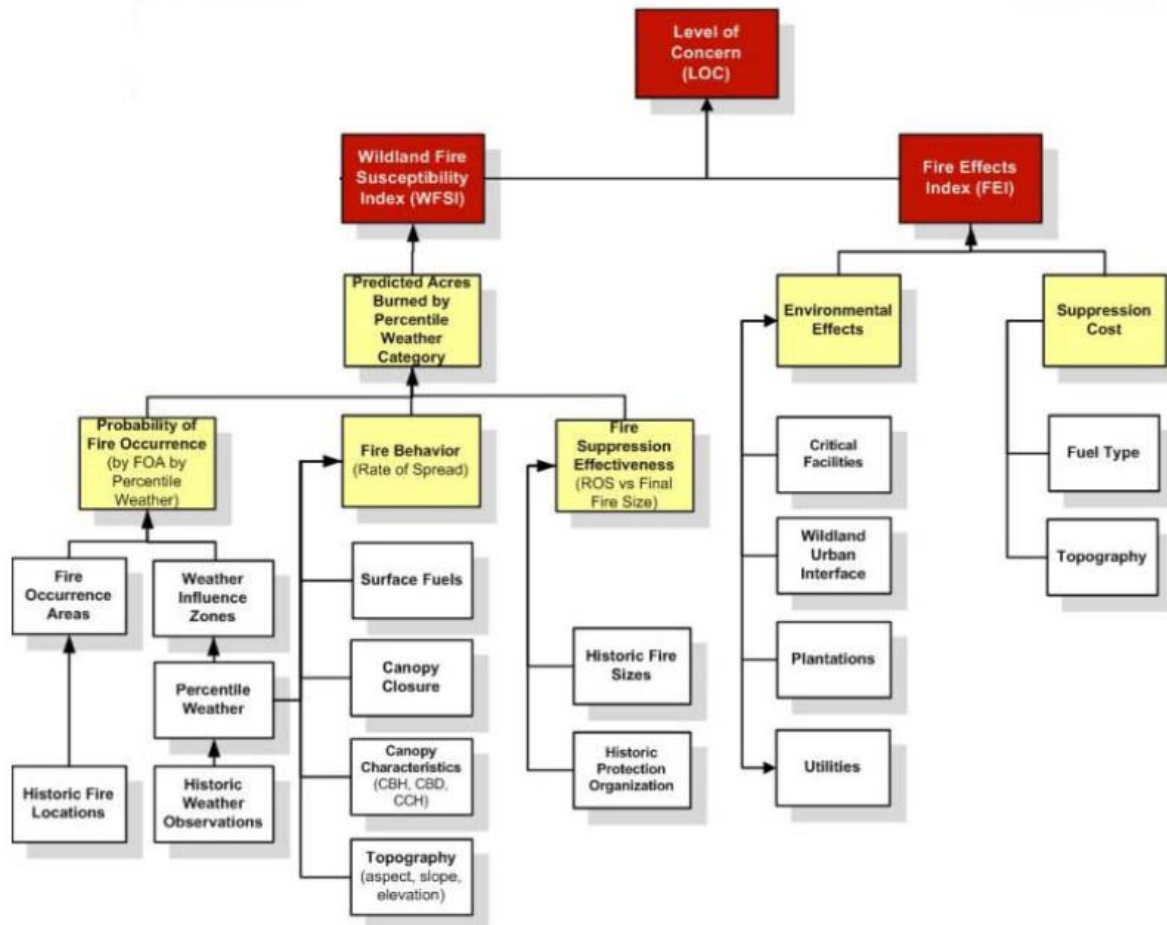 Level of
Concern
(LOC)
Wildland Fire
Susceptibility
Index (WFSI)
Fire Effects
Index (FEI)
Predicted Acres
Burned by
Percentile
Weather
Category
Environmental
Effects
Suppression
Cost
Probability of
Fire Occurrence
(by FOA by
Percentile
Weather)
Fire Behavior
(Rate of Spread)
Fire
Suppression
Effectiveness
(ROS vs Final
Fire Size)
Critical
Facilities
Fuel Type
Fire
Occurrence
Areas
Weather
Influence
Zones
Surface Fuels
Wildland
Urban
Interface
Topography
Percentile
Weather
Canopy
Closure
Historic Fire
Sizes
Plantations
Historic Fire
Locations
Historic
Weather
Observations
Canopy
Characteristics
(CBH, CBD,
CCH)
Historic
Protection
Organization
Utilities
Topography
(aspect, slope,
elevation)